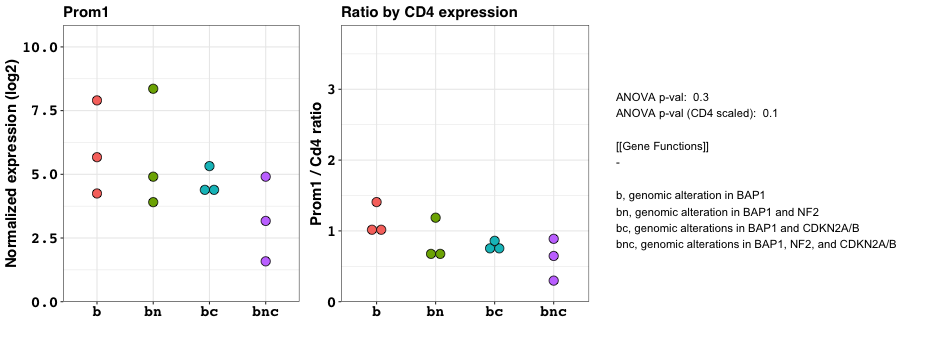 Prom1
Normalized expression (log2)
10.0
7.5
5.0
2.5
0.0
b bn bc bnc
Ratio by CD4 expression
Prom1 / Cd4 ratio
3
2
1
0
b bn bc bnc
ANOVA p-val: 0.3
ANOVA p-val (CD4 scaled): 0.1
[[Gene Functions]]
-
b, genomic alteration in BAP1
bn, genomic alteration in BAP1 and NF2
bc, genomic alterations in BAP1 and CDKN2A/B
bnc, genomic alterations in BAP1, NF2, and CDKN2A/B